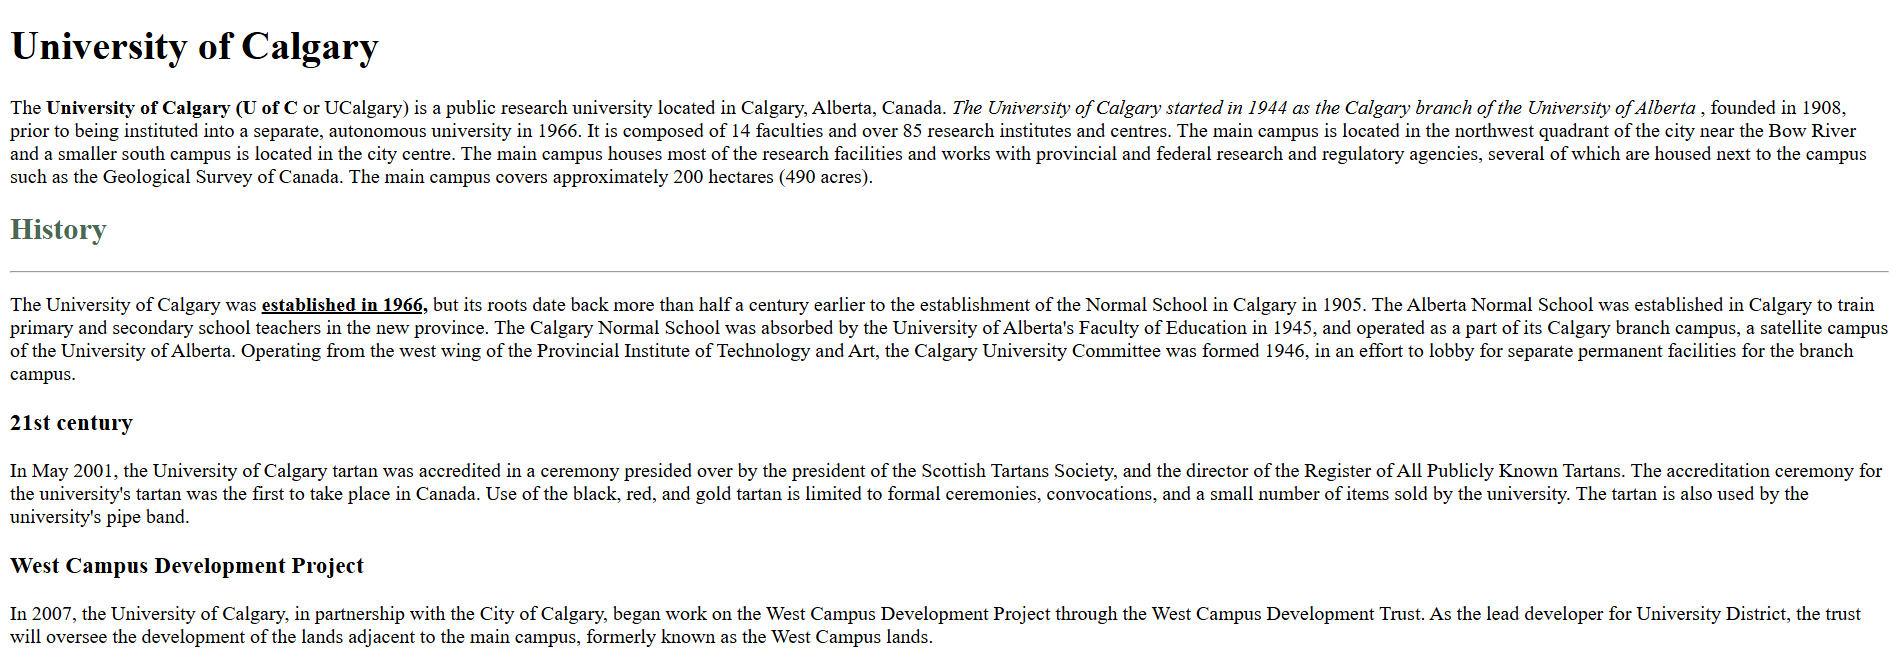 University of Calgary
The University of Calgary (U of C or UCalgary) is a public research university located in Calgary, Alberta, Canada. The University of Calgary started in 1944 as the Calgary branch of the University of Alberta , founded in 1908,
prior to being instituted into a separate, autonomous university in 1966. It is composed of 14 faculties and over 85 research institutes and centres. The main campus is located in the northwest quadrant of the city near the Bow River
and a smaller south campus is located in the city centre. The main campus houses most of the research facilities and works with provincial and federal research and regulatory agencies, several of which are housed next to the campus
such as the Geological Survey of Canada. The main campus covers approximately 200 hectares (490 acres).
History
The University of Calgary was established in 1966, but its roots date back more than half a century earlier to the establishment of the Normal School in Calgary in 1905. The Alberta Normal School was established in Calgary to train
primary and secondary school teachers in the new province. The Calgary Normal School was absorbed by the University of Alberta's Faculty of Education in 1945, and operated as a part of its Calgary branch campus, a satellite campus
of the University of Alberta. Operating from the west wing of the Provincial Institute of Technology and Art, the Calgary University Committee was formed 1946, in an effort to lobby for separate permanent facilities for the branch
campus.
21st century
In May 2001, the University of Calgary tartan was accredited in a ceremony presided over by the president of the Scottish Tartans Society, and the director of the Register of All Publicly Known Tartans. The accreditation ceremony for
the university's tartan was the first to take place in Canada. Use of the black, red, and gold tartan is limited to formal ceremonies, convocations, and a small number of items sold by the university. The tartan is also used by the
university's pipe band.
West Campus Development Project
In 2007, the University of Calgary, in partnership with the City of Calgary, began work on the West Campus Development Project through the West Campus Development Trust. As the lead developer for University District, the trust
will oversee the development of the lands adjacent to the main campus, formerly known as the West Campus lands.